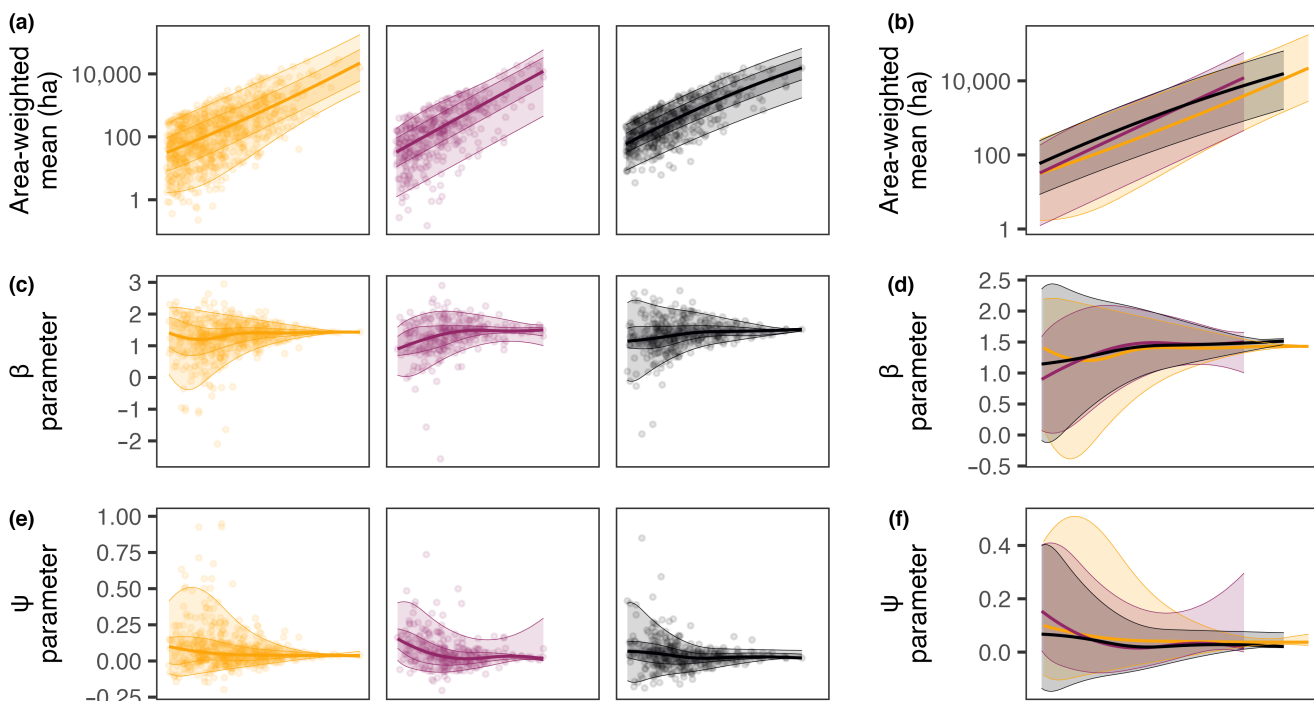 (a)
Area-weighted
mean (ha)
10,000
100
1
(b)
Area-weighted
mean (ha)
10,000
100
1
(c)
β
parameter
3
2
1
0
−1
−2
(d)
β
parameter
2.5
2.0
1.5
1.0
0.5
0.0
−0.5
(e)
ψ
parameter
1.00
0.75
0.50
0.25
0.00
−0.25
(f)
ψ
parameter
0.4
0.2
0.0